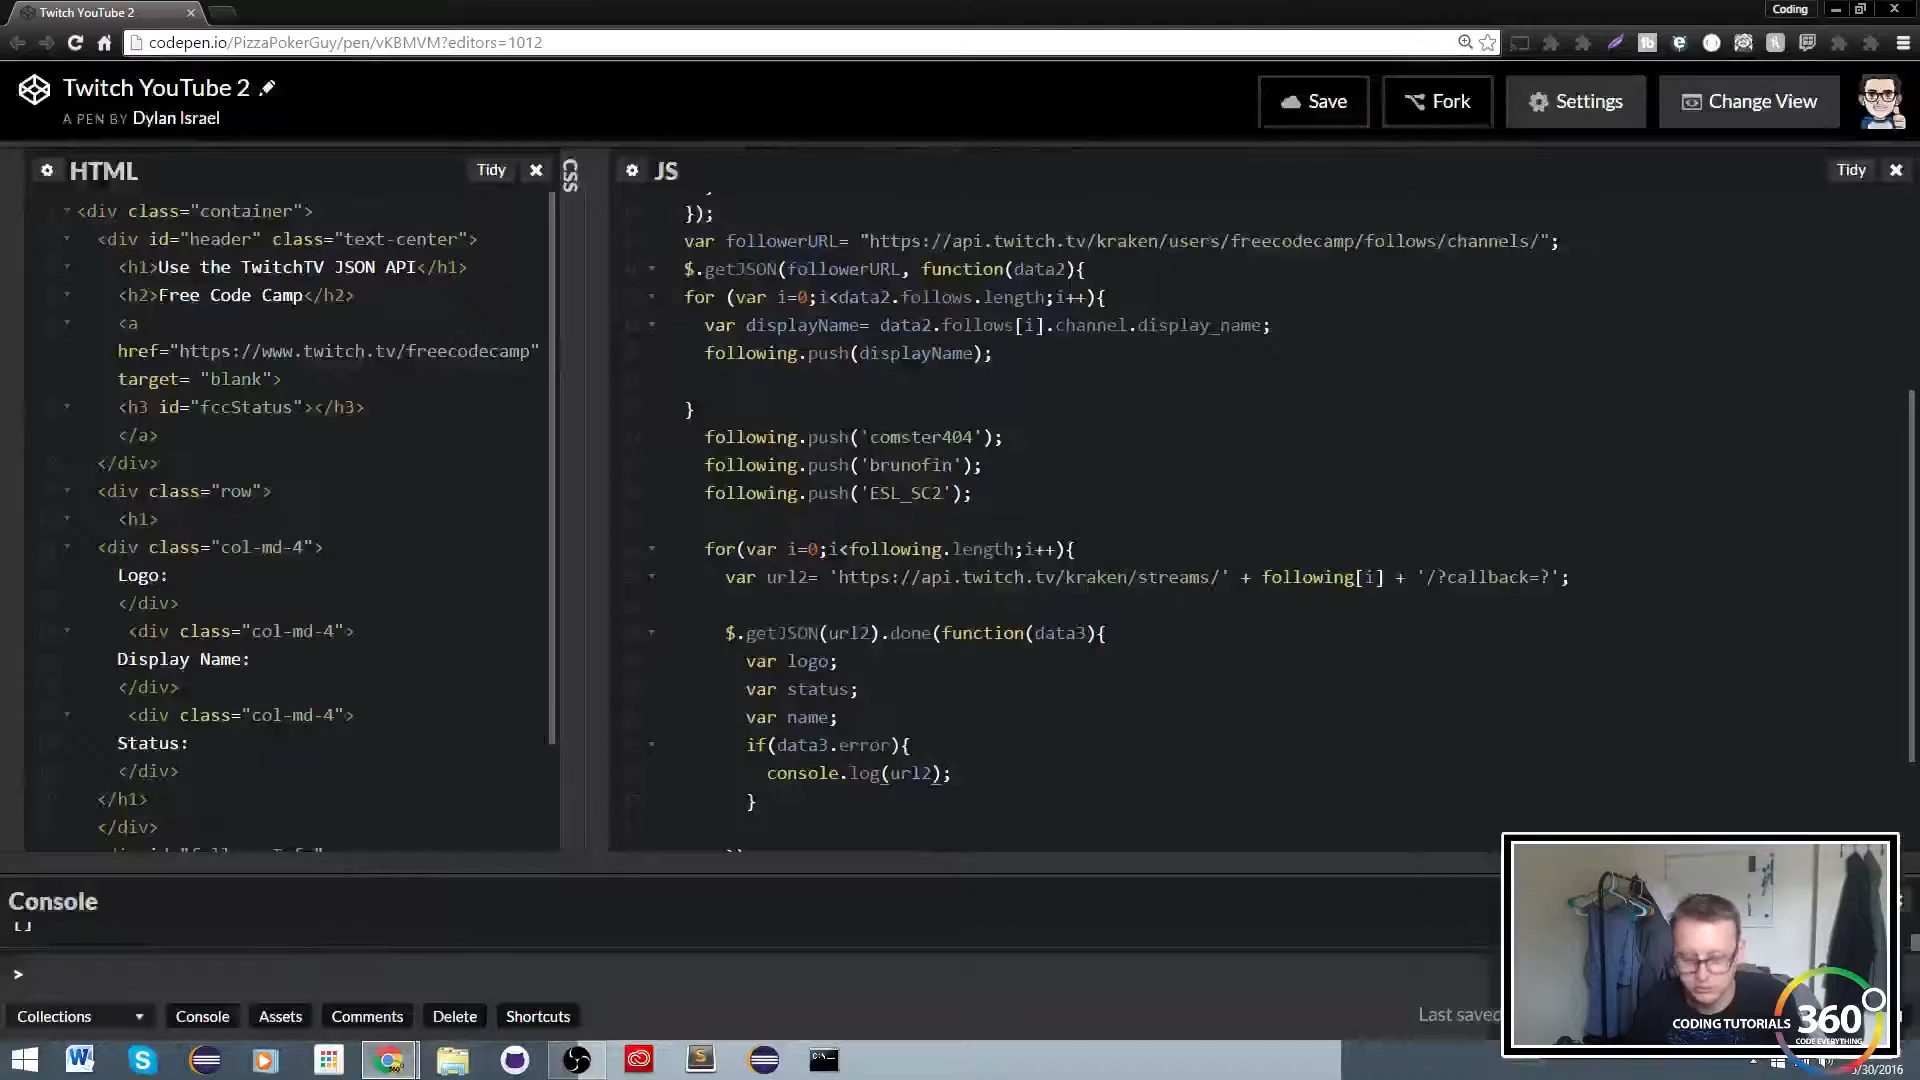 Twitch YouTube 2
Coding
codepen.io/PizzaPokerGuy/pen/vKBMVM?editors=1012
Twitch YouTube 2
A PEN BY Dylan Israel
Save
Fork
Settings
Change View
HTML
Tidy
CSS
JS
Tidy
<div class="container">
<div id="header" class="text-center">
<h1>Use the TwitchTV JSON API</h1>
<h2>Free Code Camp</h2>
<a
href="https://www.twitch.tv/freecodecamp"
target= "blank">
<h3 id="fccStatus"></h3>
</a>
</div>
<div class="row">
<h1>
<div class="col-md-4">
Logo:
</div>
<div class="col-md-4">
Display Name:
</div>
<div class="col-md-4">
Status:
</div>
</h1>
</div>
});
var followerURL= "https://api.twitch.tv/kraken/users/freecodecamp/follows/channels/";
$.getJSON(followerURL, function(data2){
for (var i=0;i<data2.follows.length;i++){
var displayName= data2.follows[i].channel.display_name;
following.push(displayName);
}
following.push('comster404');
following.push('brunofin');
following.push('ESL_SC2');
for(var i=0;i<following.length;i++){
var url2= 'https://api.twitch.tv/kraken/streams/' + following[i] + '/?callback=?';
$.getJSON(url2).done(function(data3){
var logo;
var status;
var name;
if(data3.error){
console.log(url2);
}
Console
[]
>
Collections
Console
Assets
Comments
Delete
Shortcuts
Last saved
CODING TUTORIALS 360
CODE EVERYTHING
/30/2016